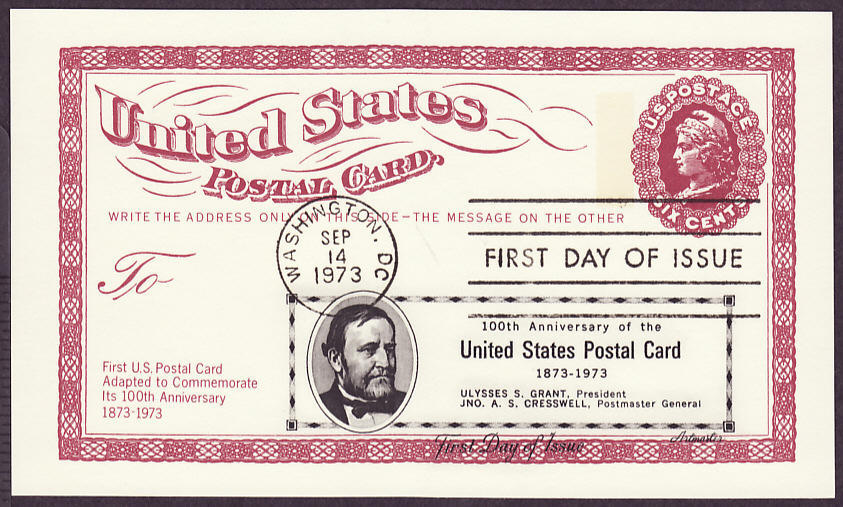 United States
Postal Card.
U.S. POSTAGE
SIX CENTS
WRITE THE ADDRESS ONLY ON THIS SIDE–THE MESSAGE ON THE OTHER
WASHINGTON, DC
SEP
14
1973
FIRST DAY OF ISSUE
To
100th Anniversary of the
United States Postal Card
1873-1973
ULYSSES S. GRANT, President
JNO. A. S. CRESSWELL, Postmaster General
First U.S. Postal Card
Adapted to Commemorate
Its 100th Anniversary
1873-1973
First Day of Issue
Artmaster